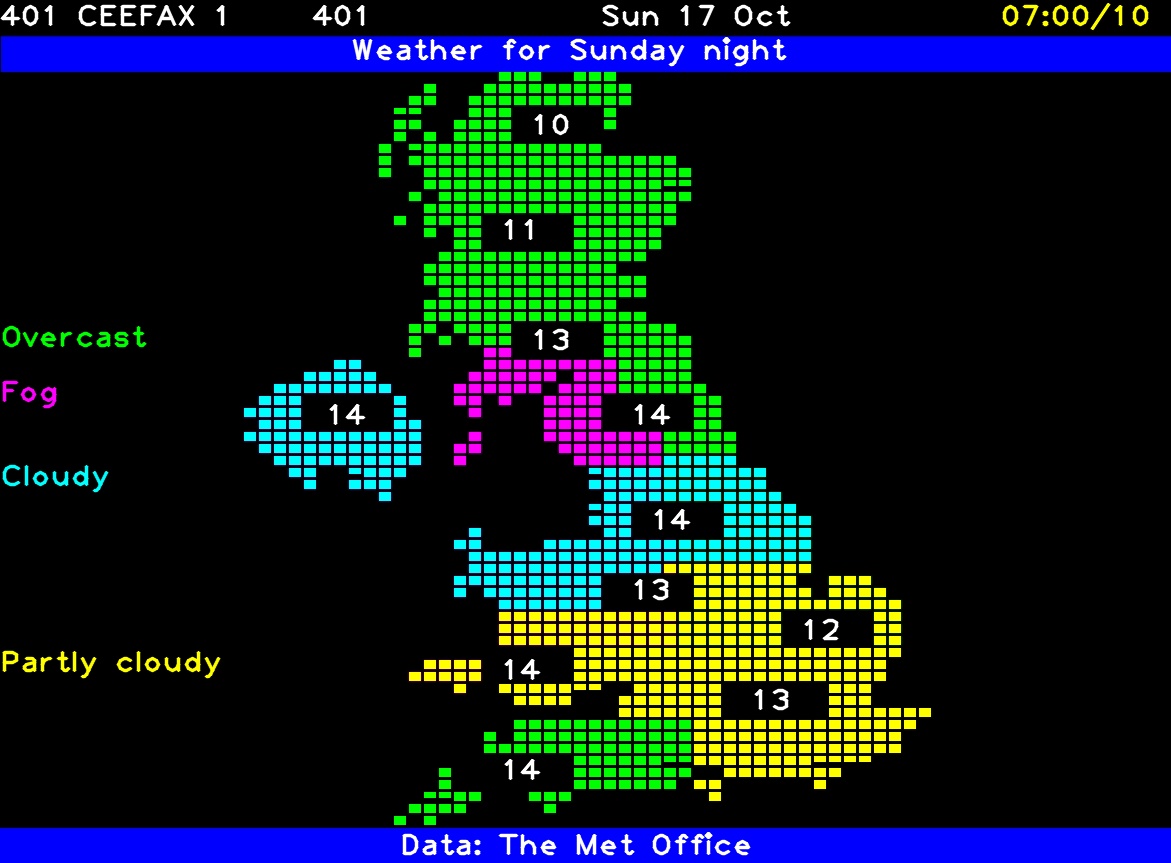 401 CEEFAX 1 401 Sun 17 Oct 07:00/10
Weather for Sunday night
10
11
Overcast
13
Fog
14
14
Cloudy
14
13
12
Partly cloudy
14
13
14
Data: The Met Office